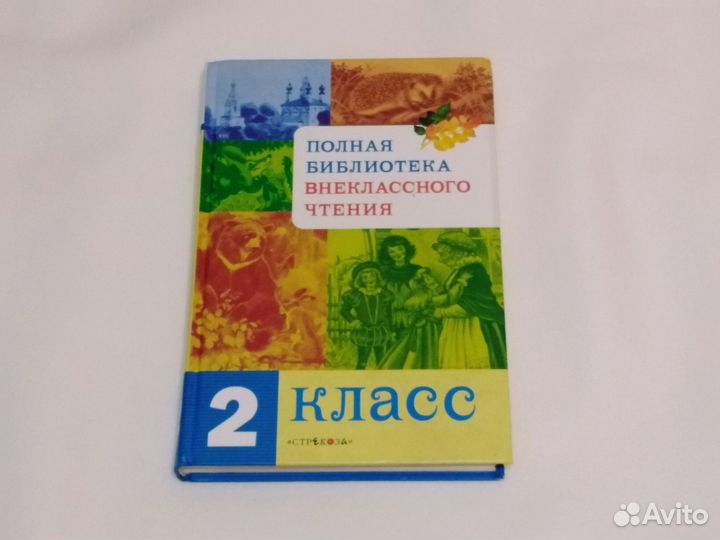 ПОЛНАЯ
БИБЛИОТЕКА
ВНЕКЛАССНОГО
ЧТЕНИЯ
2 КЛАСС
«СТРЕКОЗА»
Avito